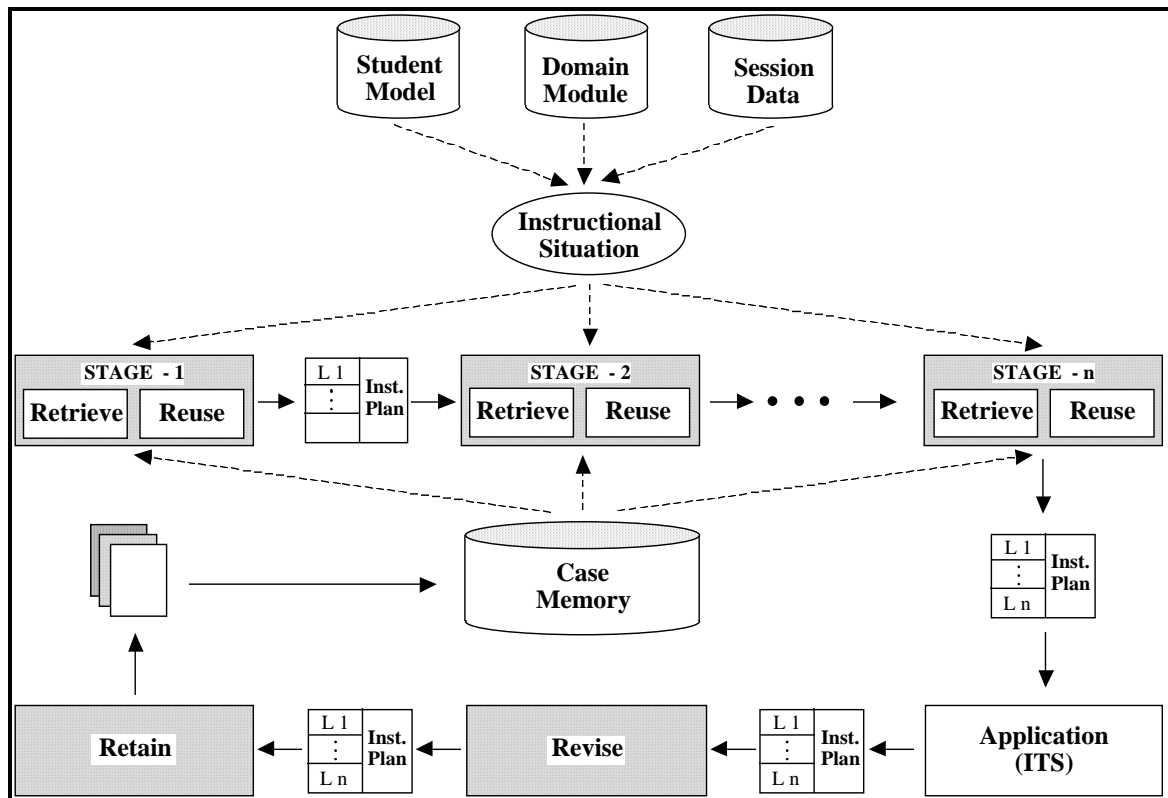 Student
Model
Domain
Module
Session
Data
Instructional
Situation
STAGE - 1
Retrieve
Reuse
L 1
⋮
Inst.
Plan
STAGE - 2
Retrieve
Reuse
• • •
STAGE - n
Retrieve
Reuse
Case
Memory
L 1
⋮
L n
Inst.
Plan
Retain
L 1
⋮
L n
Inst.
Plan
Revise
L 1
⋮
L n
Inst.
Plan
Application
(ITS)